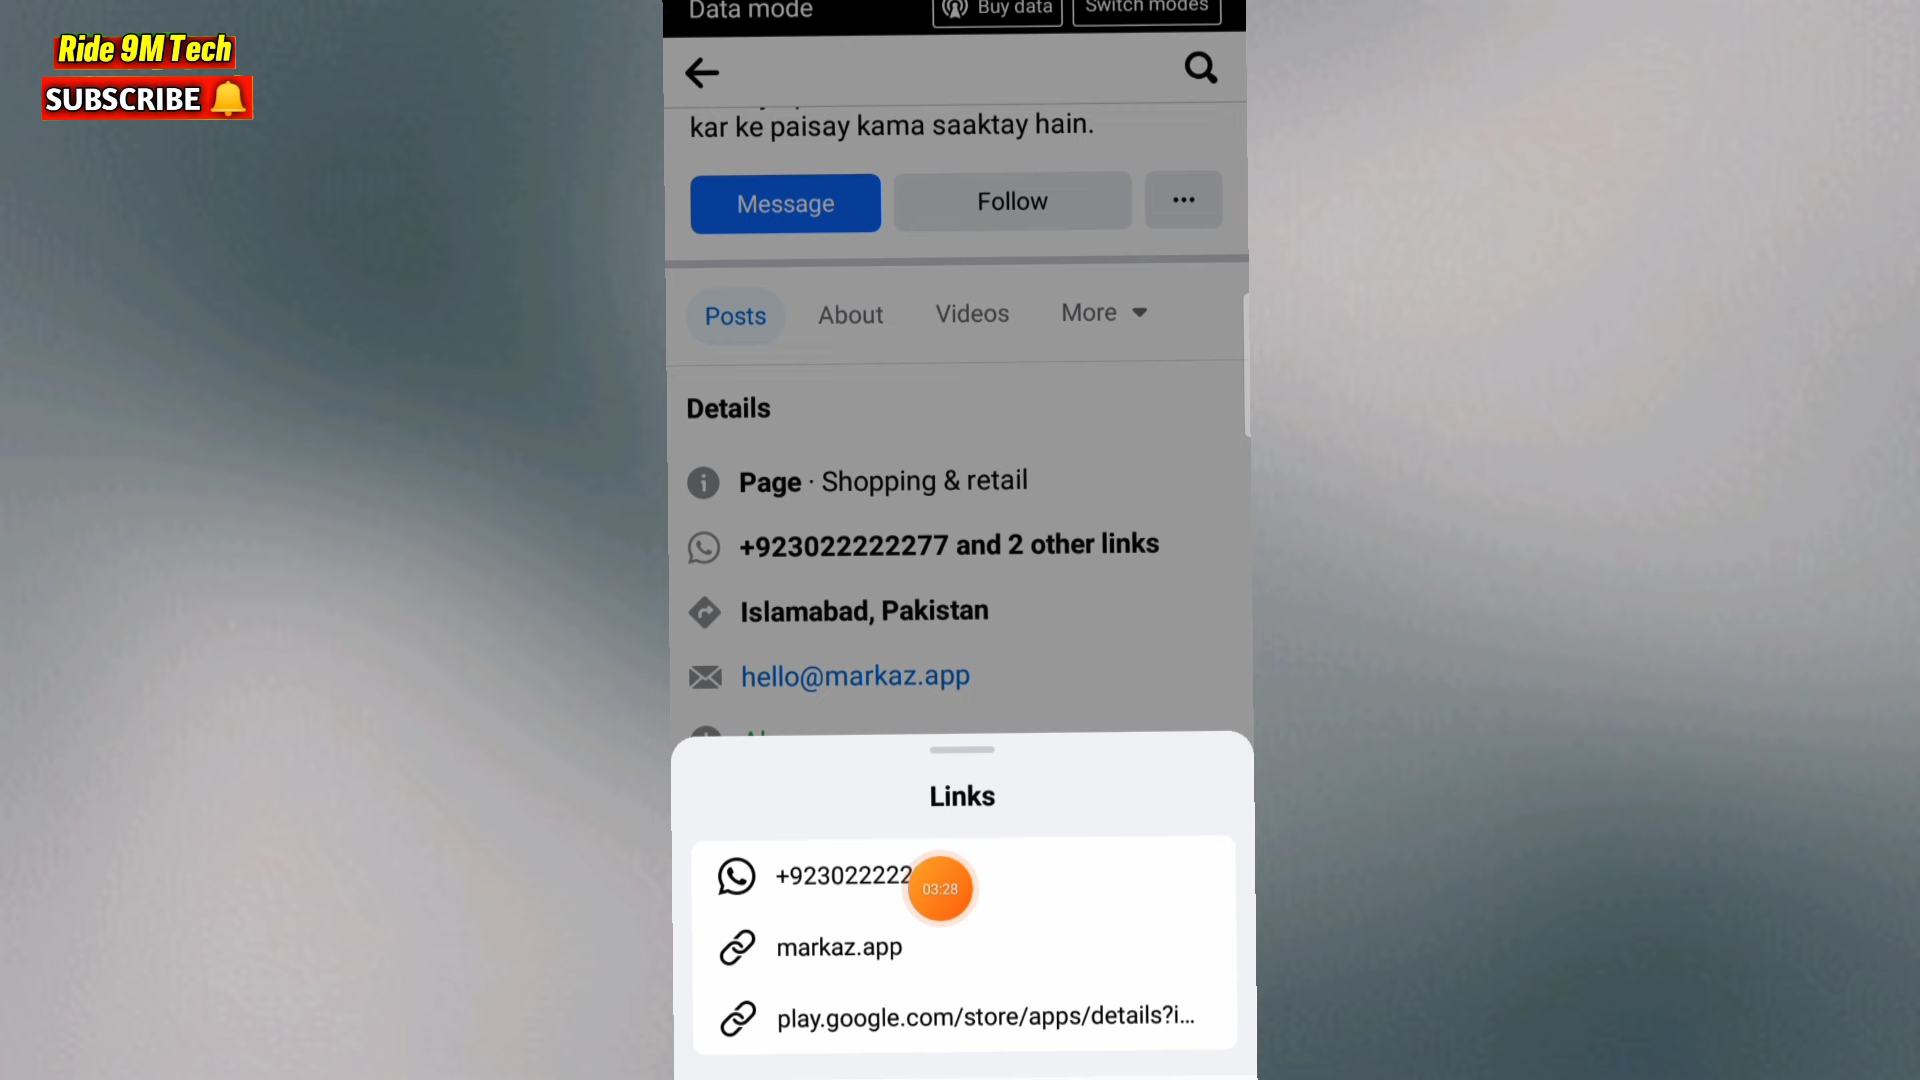 Ride 9M Tech
SUBSCRIBE
Data mode
Buy data
Switch modes
kar ke paisay kama saaktay hain.
Message
Follow
Posts
About
Videos
More
Details
Page · Shopping & retail
+923022222277 and 2 other links
Islamabad, Pakistan
hello@markaz.app
Links
+923022222
03:28
markaz.app
play.google.com/store/apps/details?i...